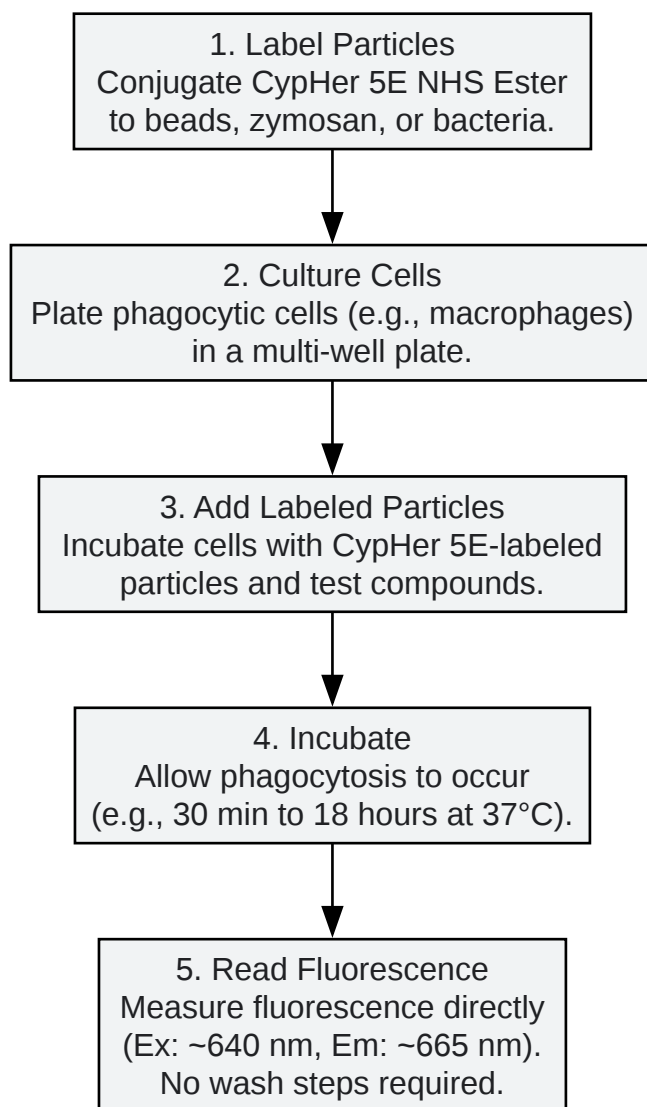 1. Label Particles
Conjugate CypHer 5E NHS Ester
to beads, zymosan, or bacteria.
2. Culture Cells
Plate phagocytic cells (e.g., macrophages)
in a multi-well plate.
3. Add Labeled Particles
Incubate cells with CypHer 5E-labeled
particles and test compounds.
4. Incubate
Allow phagocytosis to occur
(e.g., 30 min to 18 hours at 37°C).
5. Read Fluorescence
Measure fluorescence directly
(Ex: ~640 nm, Em: ~665 nm).
No wash steps required.